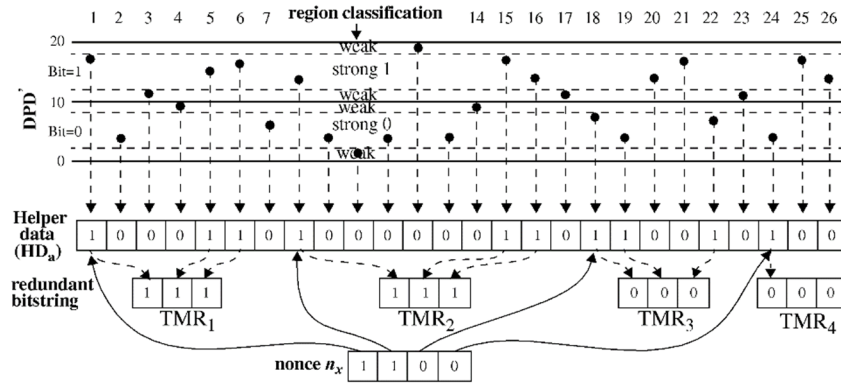 region classification
1 2 3 4 5 6 7 14 15 16 17 18 19 20 21 22 23 24 25 26
20
weak
Bit=1
strong 1
DPD'
weak
10
weak
Bit=0
strong 0
weak
0
Helper
data
(HDa)
1 0 0 0 1 1 0 1 0 0 0 0 0 0 1 1 0 1 1 0 0 1 0 1 0 0
redundant
bitstring
1 1 1
1 1 1
0 0 0
0 0 0
TMR1
TMR2
TMR3
TMR4
nonce nx
1 1 0 0